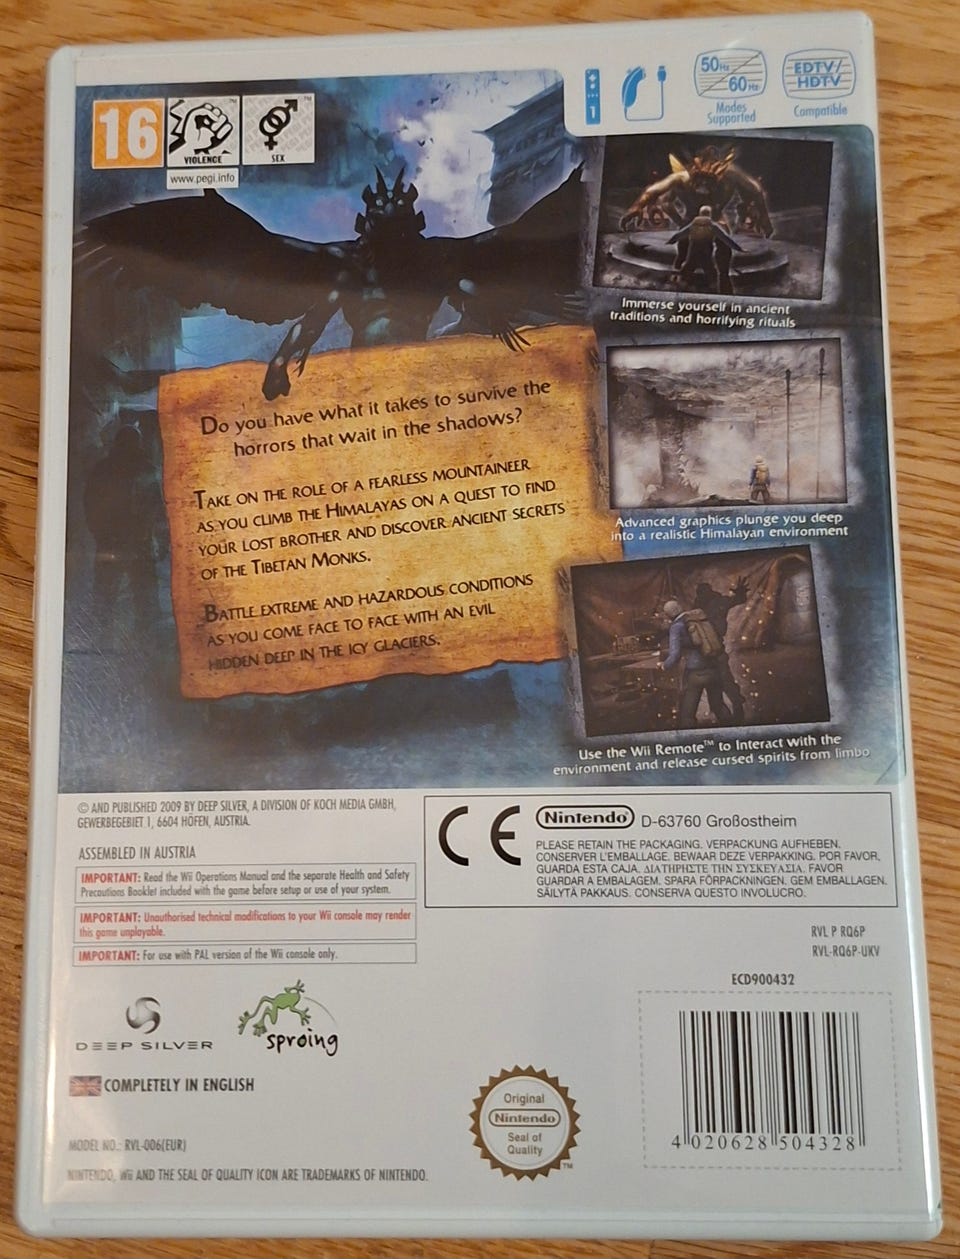 16
VIOLENCE
SEX
www.pegi.info
1
50Hz
60Hz
Modes
Supported
EDTV/
HDTV
Compatible
Immerse yourself in ancient
traditions and horrifying rituals
Do you have what it takes to survive the
horrors that wait in the shadows?
TAKE ON THE ROLE OF A FEARLESS MOUNTAINEER
AS YOU CLIMB THE HIMALAYAS ON A QUEST TO FIND
YOUR LOST BROTHER AND DISCOVER ANCIENT SECRETS
OF THE TIBETAN MONKS.
BATTLE EXTREME AND HAZARDOUS CONDITIONS
AS YOU COME FACE TO FACE WITH AN EVIL
HIDDEN DEEP IN THE ICY GLACIERS.
Advanced graphics plunge you deep
into a realistic Himalayan environment
Use the Wii Remote™ to Interact with the
environment and release cursed spirits from limbo
© AND PUBLISHED 2009 BY DEEP SILVER, A DIVISION OF KOCH MEDIA GMBH,
GEWERBEGEBIET 1, 6604 HÖFEN, AUSTRIA.
ASSEMBLED IN AUSTRIA
IMPORTANT: Read the Wii Operations Manual and the separate Health and Safety
Precautions Booklet included with the game before setup or use of your system.
IMPORTANT: Unauthorised technical modifications to your Wii console may render
this game unplayable.
IMPORTANT: For use with PAL version of the Wii console only.
CE
Nintendo D-63760 Großostheim
PLEASE RETAIN THE PACKAGING. VERPACKUNG AUFHEBEN.
CONSERVER L'EMBALLAGE. BEWAAR DEZE VERPAKKING. POR FAVOR,
GUARDA ESTA CAJA. ΔΙΑΤΗΡΗΣΤΕ ΤΗΝ ΣΥΣΚΕΥΑΣΙΑ. FAVOR
GUARDAR A EMBALAGEM. SPARA FÖRPACKNINGEN. GEM EMBALLAGEN.
SÄILYTÄ PAKKAUS. CONSERVA QUESTO INVOLUCRO.
RVL P RQ6P
RVL-RQ6P-UKV
ECD900432
DEEP SILVER
sproing
COMPLETELY IN ENGLISH
Original
Nintendo
Seal of
Quality
TM
4 020628 504328
MODEL NO.: RVL-006(EUR)
NINTENDO, Wii AND THE SEAL OF QUALITY ICON ARE TRADEMARKS OF NINTENDO.